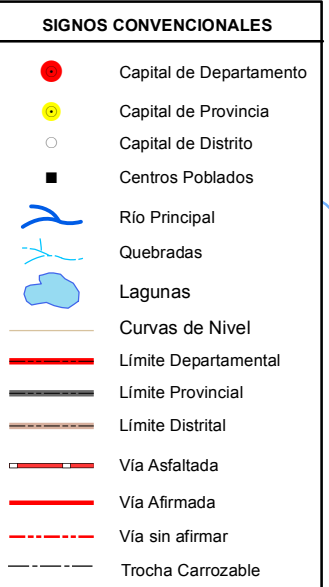 SIGNOS CONVENCIONALES
Capital de Departamento
Capital de Provincia
Capital de Distrito
Centros Poblados
Río Principal
Quebradas
Lagunas
Curvas de Nivel
Límite Departamental
Límite Provincial
Límite Distrital
Vía Asfaltada
Vía Afirmada
Vía sin afirmar
Trocha Carrozable